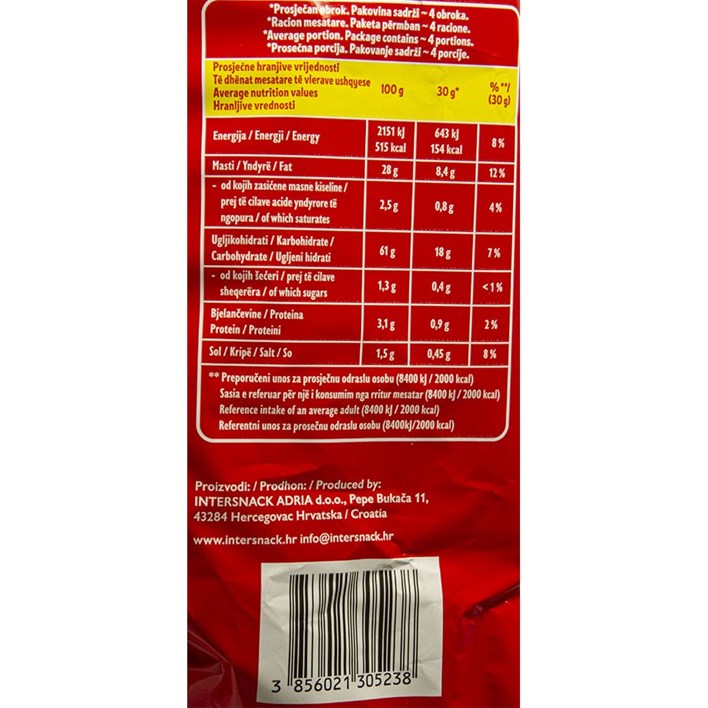 *Prosječan obrok. Pakovina sadrži ~ 4 obroka.
*Racion mesatare. Paketa përmban ~ 4 racione.
*Average portion. Package contains ~ 4 portions.
*Prosečna porcija. Pakovanje sadrži ~ 4 porcije.
Prosječne hranjive vrijednosti
Të dhënat mesatare të vlerave ushqyese
Average nutrition values
Hranljive vrednosti
100 g 30 g* % **/ (30 g)
Energija / Energji / Energy 2151 kJ 515 kcal 643 kJ 154 kcal 8 %
Masti / Yndyrë / Fat 28 g 8,4 g 12 %
- od kojih zasićene masne kiseline /
prej të cilave acide yndyrore të
ngopura / of which saturates 2,5 g 0,8 g 4 %
Ugljikohidrati / Karbohidrate /
Carbohydrate / Ugljeni hidrati 61 g 18 g 7 %
- od kojih šećeri / prej të cilave
sheqerëra / of which sugars 1,3 g 0,4 g <1 %
Bjelančevine / Proteina
Protein / Proteini 3,1 g 0,9 g 2 %
Sol / Kripë / Salt / So 1,5 g 0,45 g 8 %
** Preporučeni unos za prosječnu odraslu osobu (8400 kJ / 2000 kcal)
Sasia e referuar për një i konsumim nga rritur mesatar (8400 kJ / 2000 kcal)
Reference intake of an average adult (8400 kJ / 2000 kcal)
Referentni unos za prosečnu odraslu osobu (8400kJ/2000 kcal)
Proizvodi: / Prodhon: / Produced by:
INTERSNACK ADRIA d.o.o., Pepe Bukača 11,
43284 Hercegovac Hrvatska / Croatia
www.intersnack.hr info@intersnack.hr
3 856021 305238